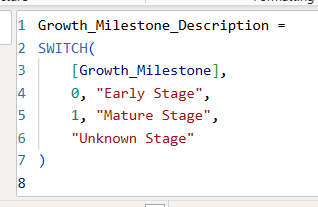 1 Growth_Milestone_Description =
2 SWITCH(
3 [Growth_Milestone],
4 0, "Early Stage",
5 1, "Mature Stage",
6 "Unknown Stage"
7 )
8